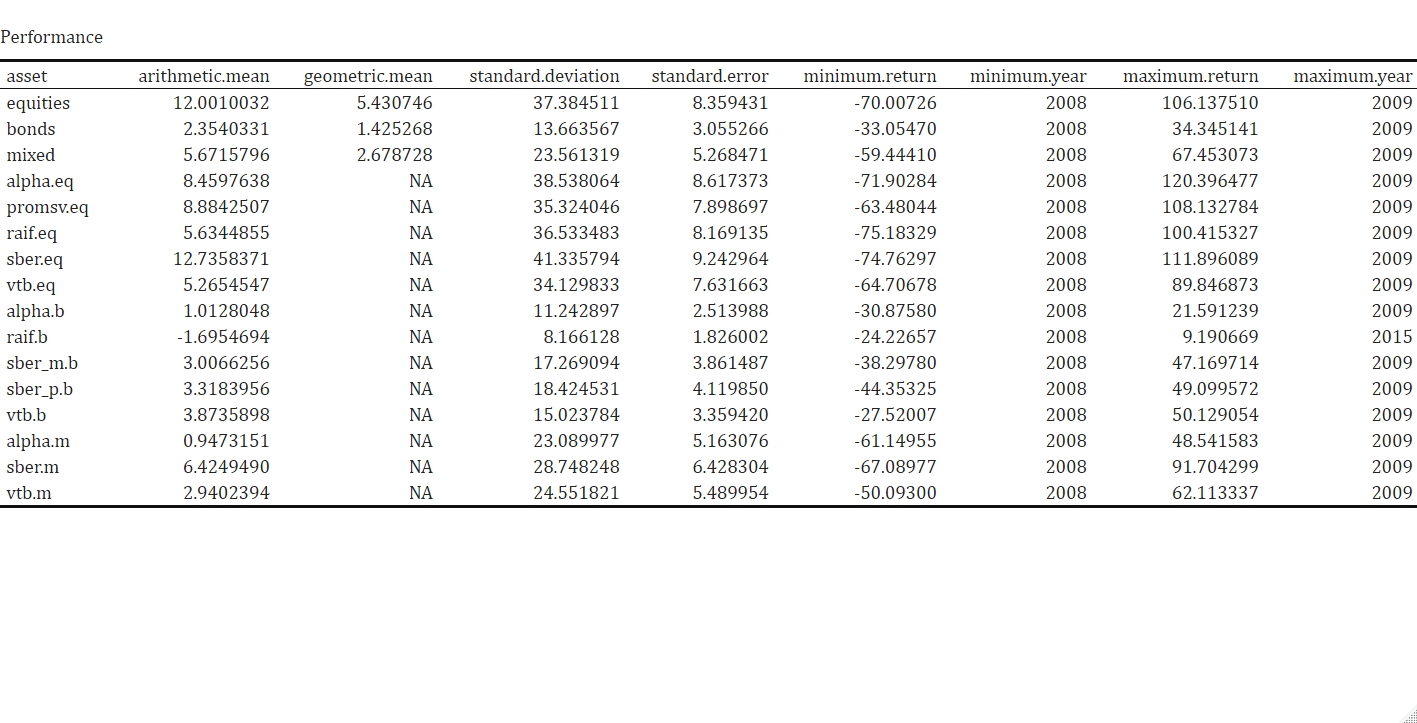 Performance
asset arithmetic.mean geometric.mean standard.deviation standard.error minimum.return minimum.year maximum.return maximum.year
equities 12.0010032 5.430746 37.384511 8.359431 -70.00726 2008 106.137510 2009
bonds 2.3540331 1.425268 13.663567 3.055266 -33.05470 2008 34.345141 2009
mixed 5.6715796 2.678728 23.561319 5.268471 -59.44410 2008 67.453073 2009
alpha.eq 8.4597638 NA 38.538064 8.617373 -71.90284 2008 120.396477 2009
promsv.eq 8.8842507 NA 35.324046 7.898697 -63.48044 2008 108.132784 2009
raif.eq 5.6344855 NA 36.533483 8.169135 -75.18329 2008 100.415327 2009
sber.eq 12.7358371 NA 41.335794 9.242964 -74.76297 2008 111.896089 2009
vtb.eq 5.2654547 NA 34.129833 7.631663 -64.70678 2008 89.846873 2009
alpha.b 1.0128048 NA 11.242897 2.513988 -30.87580 2008 21.591239 2009
raif.b -1.6954694 NA 8.166128 1.826002 -24.22657 2008 9.190669 2015
sber_m.b 3.0066256 NA 17.269094 3.861487 -38.29780 2008 47.169714 2009
sber_p.b 3.3183956 NA 18.424531 4.119850 -44.35325 2008 49.099572 2009
vtb.b 3.8735898 NA 15.023784 3.359420 -27.52007 2008 50.129054 2009
alpha.m 0.9473151 NA 23.089977 5.163076 -61.14955 2008 48.541583 2009
sber.m 6.4249490 NA 28.748248 6.428304 -67.08977 2008 91.704299 2009
vtb.m 2.9402394 NA 24.551821 5.489954 -50.09300 2008 62.113337 2009